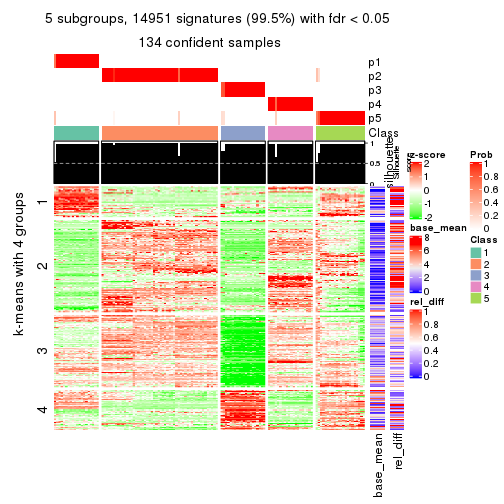 5 subgroups, 14951 signatures (99.5%) with fdr < 0.05
134 confident samples
p1
p2
p3
p4
p5
Class
1
0.5
0
silhouette
Silhouette
score
k-means with 4 groups
1
2
3
4
base_mean
rel_diff
z-score
2
1
0
-1
-2
base_mean
8
6
4
2
0
rel_diff
1
0.8
0.6
0.4
0.2
0
Prob
1
0.8
0.6
0.4
0.2
0
Class
1
2
3
4
5